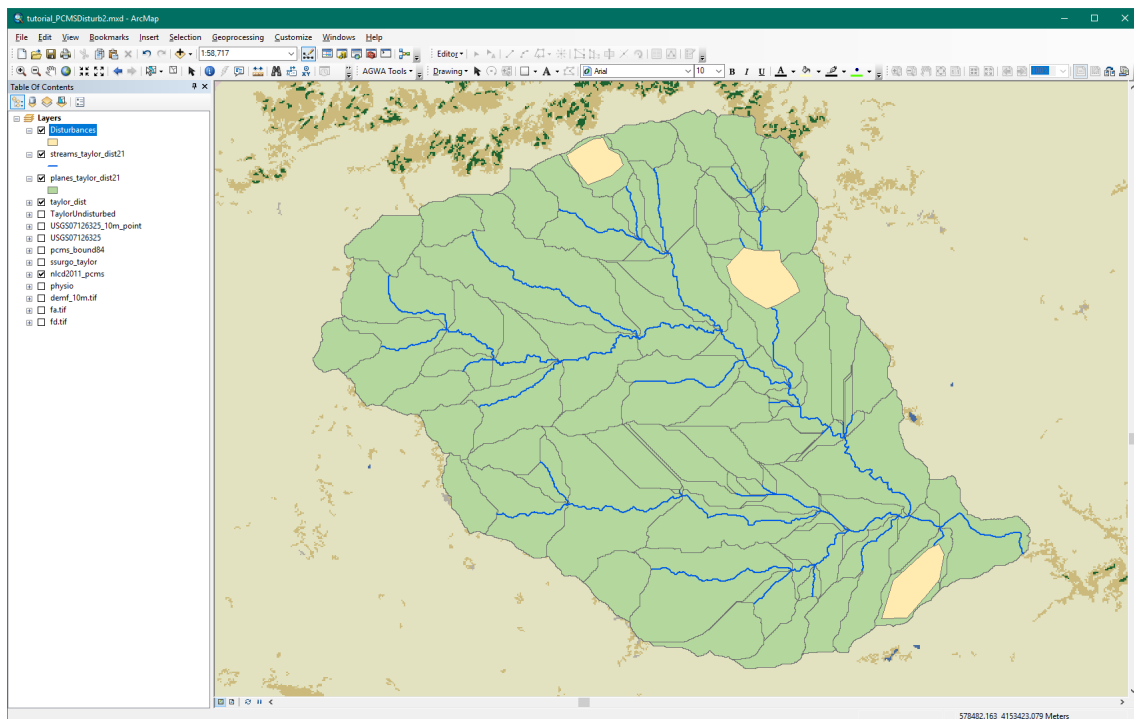 tutorial_PCMSDisturb2.mxd - ArcMap
File Edit View Bookmarks Insert Selection Geoprocessing Customize Windows Help
1:58,717
Editor
AGWA Tools
Drawing
Arial
10
B I U A
Table Of Contents
Layers
Disturbances
streams_taylor_dist21
planes_taylor_dist21
taylor_dist
TaylorUndisturbed
USGS07126325_10m_point
USGS07126325
pcms_bound84
ssurgo_taylor
nlcd2011_pcms
physio
demf_10m.tif
fa.tif
fd.tif
578482.163 4153423.079 Meters